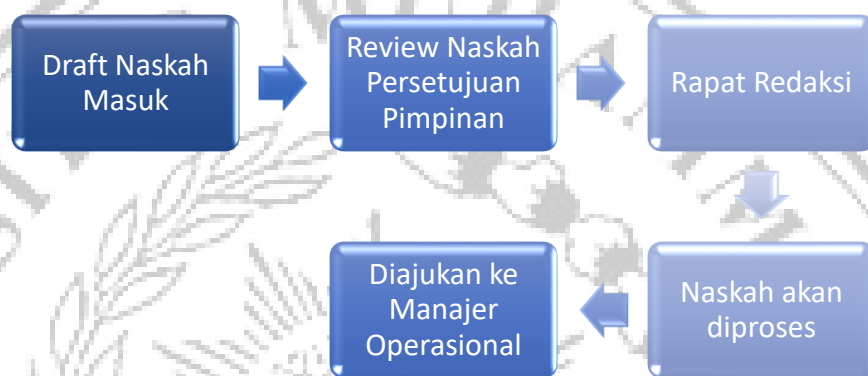 Draft Naskah
Masuk
Review Naskah
Persetujuan
Pimpinan
Rapat Redaksi
Naskah akan
diproses
Diajukan ke
Manajer
Operasional